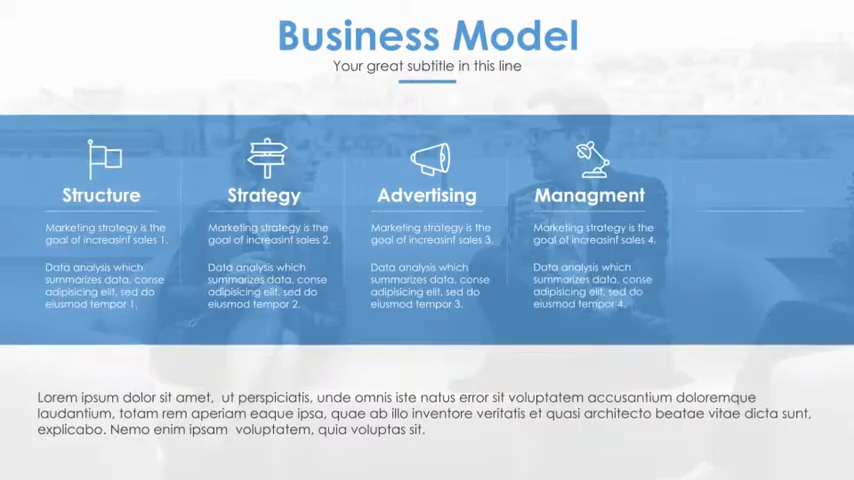 Business Model
Your great subtitle in this line
Structure
Marketing strategy is the
goal of increasinf sales 1.
Data analysis which
summarizes data, conse
adipisicing elit, sed do
eiusmod tempor 1.
Strategy
Marketing strategy is the
goal of increasinf sales 2.
Data analysis which
summarizes data, conse
adipisicing elit, sed do
eiusmod tempor 2.
Advertising
Marketing strategy is the
goal of increasinf sales 3.
Data analysis which
summarizes data, conse
adipisicing elit, sed do
eiusmod tempor 3.
Managment
Marketing strategy is the
goal of increasinf sales 4.
Data analysis which
summarizes data, conse
adipisicing elit, sed do
eiusmod tempor 4.
Lorem ipsum dolor sit amet, ut perspiciatis, unde omnis iste natus error sit voluptatem accusantium doloremque
laudantium, totam rem aperiam eaque ipsa, quae ab illo inventore veritatis et quasi architecto beatae vitae dicta sunt,
explicabo. Nemo enim ipsam voluptatem, quia voluptas sit.